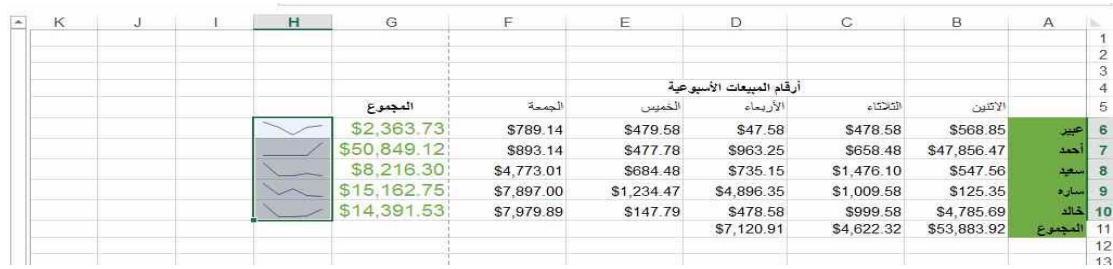 A B C D E F G H I J K
1
2
3
4 أرقام المبيعات الأسبوعية
5 الاثنين الثلاثاء الأربعاء الخميس الجمعة المجموع
6 عبير $568.85 $478.58 $47.58 $479.58 $789.14 $2,363.73
7 أحمد $47,856.47 $658.48 $963.25 $477.78 $893.14 $50,849.12
8 سعيد $547.56 $1,476.10 $735.15 $684.48 $4,773.01 $8,216.30
9 ساره $125.35 $1,009.58 $4,896.35 $1,234.47 $7,897.00 $15,162.75
10 خالد $4,785.69 $999.58 $478.58 $147.79 $7,979.89 $14,391.53
11 المجموع $53,883.92 $4,622.32 $7,120.91
12
13